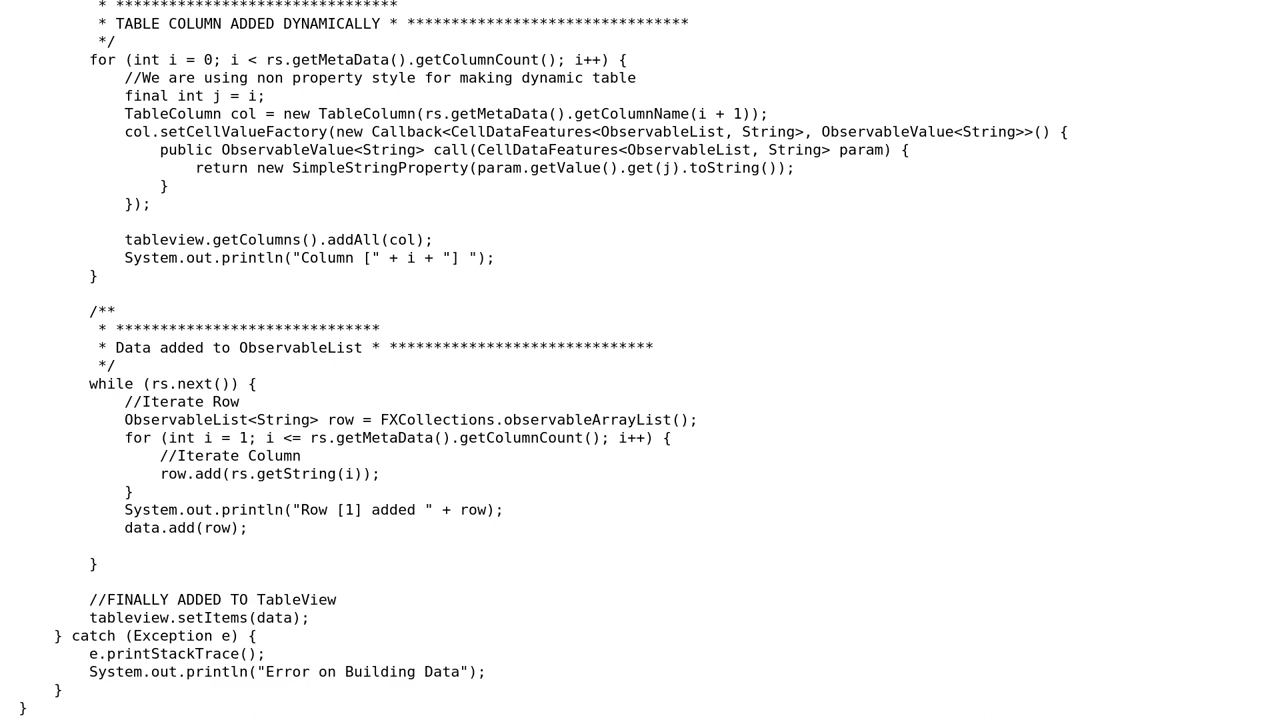 * ********************************
 * TABLE COLUMN ADDED DYNAMICALLY * ********************************
 */
for (int i = 0; i < rs.getMetaData().getColumnCount(); i++) {
    //We are using non property style for making dynamic table
    final int j = i;
    TableColumn col = new TableColumn(rs.getMetaData().getColumnName(i + 1));
    col.setCellValueFactory(new Callback<CellDataFeatures<ObservableList, String>, ObservableValue<String>>() {
        public ObservableValue<String> call(CellDataFeatures<ObservableList, String> param) {
            return new SimpleStringProperty(param.getValue().get(j).toString());
        }
    });

    tableview.getColumns().addAll(col);
    System.out.println("Column [" + i + "] ");
}

/**
 * ******************************
 * Data added to ObservableList * ******************************
 */
while (rs.next()) {
    //Iterate Row
    ObservableList<String> row = FXCollections.observableArrayList();
    for (int i = 1; i <= rs.getMetaData().getColumnCount(); i++) {
        //Iterate Column
        row.add(rs.getString(i));
    }
    System.out.println("Row [1] added " + row);
    data.add(row);

}

//FINALLY ADDED TO TableView
tableview.setItems(data);
} catch (Exception e) {
e.printStackTrace();
System.out.println("Error on Building Data");
}
}